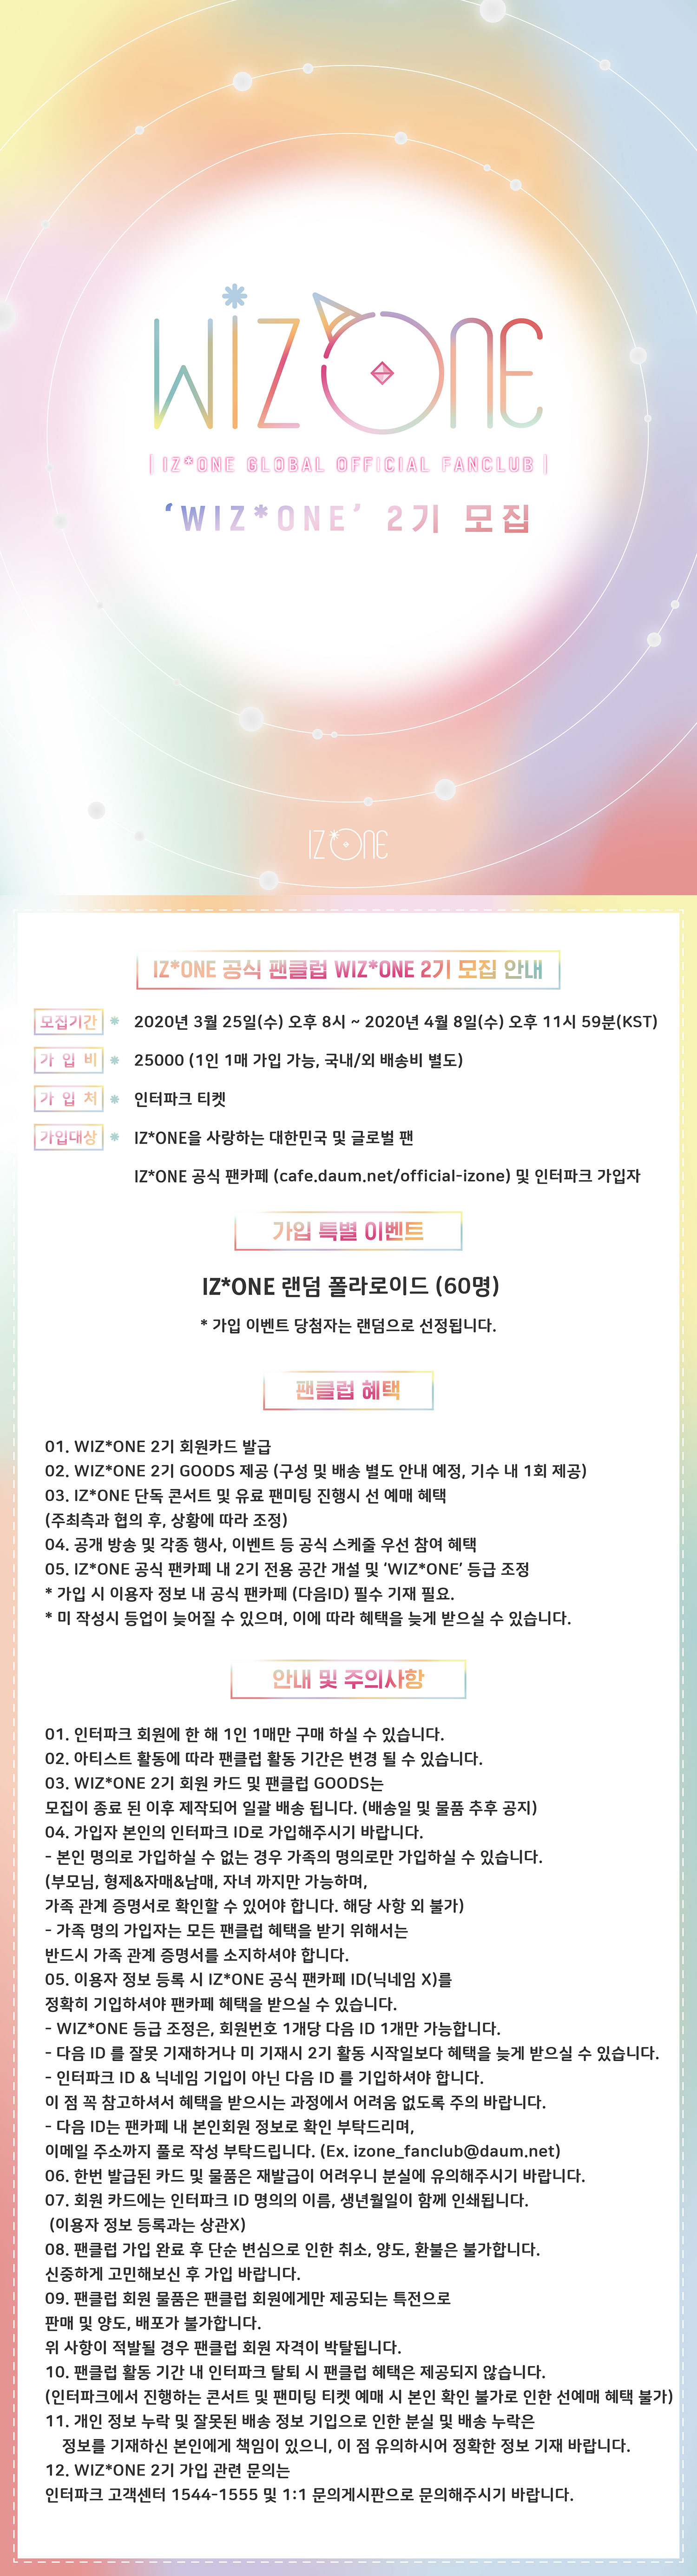 WIZ*ONE
| IZ*ONE GLOBAL OFFICIAL FANCLUB |
‘WIZ*ONE’ 2기 모집
IZ*ONE
IZ*ONE 공식 팬클럽 WIZ*ONE 2기 모집 안내
모집기간 * 2020년 3월 25일(수) 오후 8시 ~ 2020년 4월 8일(수) 오후 11시 59분(KST)
가 입 비 * 25000 (1인 1매 가입 가능, 국내/외 배송비 별도)
가 입 처 * 인터파크 티켓
가입대상 * IZ*ONE을 사랑하는 대한민국 및 글로벌 팬
IZ*ONE 공식 팬카페 (cafe.daum.net/official-izone) 및 인터파크 가입자
가입 특별 이벤트
IZ*ONE 랜덤 폴라로이드 (60명)
* 가입 이벤트 당첨자는 랜덤으로 선정됩니다.
팬클럽 혜택
01. WIZ*ONE 2기 회원카드 발급
02. WIZ*ONE 2기 GOODS 제공 (구성 및 배송 별도 안내 예정, 기수 내 1회 제공)
03. IZ*ONE 단독 콘서트 및 유료 팬미팅 진행시 선 예매 혜택
(주최측과 협의 후, 상황에 따라 조정)
04. 공개 방송 및 각종 행사, 이벤트 등 공식 스케줄 우선 참여 혜택
05. IZ*ONE 공식 팬카페 내 2기 전용 공간 개설 및 ‘WIZ*ONE’ 등급 조정
* 가입 시 이용자 정보 내 공식 팬카페 (다음ID) 필수 기재 필요.
* 미 작성시 등업이 늦어질 수 있으며, 이에 따라 혜택을 늦게 받으실 수 있습니다.
안내 및 주의사항
01. 인터파크 회원에 한 해 1인 1매만 구매 하실 수 있습니다.
02. 아티스트 활동에 따라 팬클럽 활동 기간은 변경 될 수 있습니다.
03. WIZ*ONE 2기 회원 카드 및 팬클럽 GOODS는
모집이 종료 된 이후 제작되어 일괄 배송 됩니다. (배송일 및 물품 추후 공지)
04. 가입자 본인의 인터파크 ID로 가입해주시기 바랍니다.
- 본인 명의로 가입하실 수 없는 경우 가족의 명의로만 가입하실 수 있습니다.
(부모님, 형제&자매&남매, 자녀 까지만 가능하며,
가족 관계 증명서로 확인할 수 있어야 합니다. 해당 사항 외 불가)
- 가족 명의 가입자는 모든 팬클럽 혜택을 받기 위해서는
반드시 가족 관계 증명서를 소지하셔야 합니다.
05. 이용자 정보 등록 시 IZ*ONE 공식 팬카페 ID(닉네임 X)를
정확히 기입하셔야 팬카페 혜택을 받으실 수 있습니다.
- WIZ*ONE 등급 조정은, 회원번호 1개당 다음 ID 1개만 가능합니다.
- 다음 ID 를 잘못 기재하거나 미 기재시 2기 활동 시작일보다 혜택을 늦게 받으실 수 있습니다.
- 인터파크 ID & 닉네임 기입이 아닌 다음 ID 를 기입하셔야 합니다.
이 점 꼭 참고하셔서 혜택을 받으시는 과정에서 어려움 없도록 주의 바랍니다.
- 다음 ID는 팬카페 내 본인회원 정보로 확인 부탁드리며,
이메일 주소까지 풀로 작성 부탁드립니다. (Ex. izone_fanclub@daum.net)
06. 한번 발급된 카드 및 물품은 재발급이 어려우니 분실에 유의해주시기 바랍니다.
07. 회원 카드에는 인터파크 ID 명의의 이름, 생년월일이 함께 인쇄됩니다.
(이용자 정보 등록과는 상관X)
08. 팬클럽 가입 완료 후 단순 변심으로 인한 취소, 양도, 환불은 불가합니다.
신중하게 고민해보신 후 가입 바랍니다.
09. 팬클럽 회원 물품은 팬클럽 회원에게만 제공되는 특전으로
판매 및 양도, 배포가 불가합니다.
위 사항이 적발될 경우 팬클럽 회원 자격이 박탈됩니다.
10. 팬클럽 활동 기간 내 인터파크 탈퇴 시 팬클럽 혜택은 제공되지 않습니다.
(인터파크에서 진행하는 콘서트 및 팬미팅 티켓 예매 시 본인 확인 불가로 인한 선예매 혜택 불가)
11. 개인 정보 누락 및 잘못된 배송 정보 기입으로 인한 분실 및 배송 누락은
정보를 기재하신 본인에게 책임이 있으니, 이 점 유의하시어 정확한 정보 기재 바랍니다.
12. WIZ*ONE 2기 가입 관련 문의는
인터파크 고객센터 1544-1555 및 1:1 문의게시판으로 문의해주시기 바랍니다.